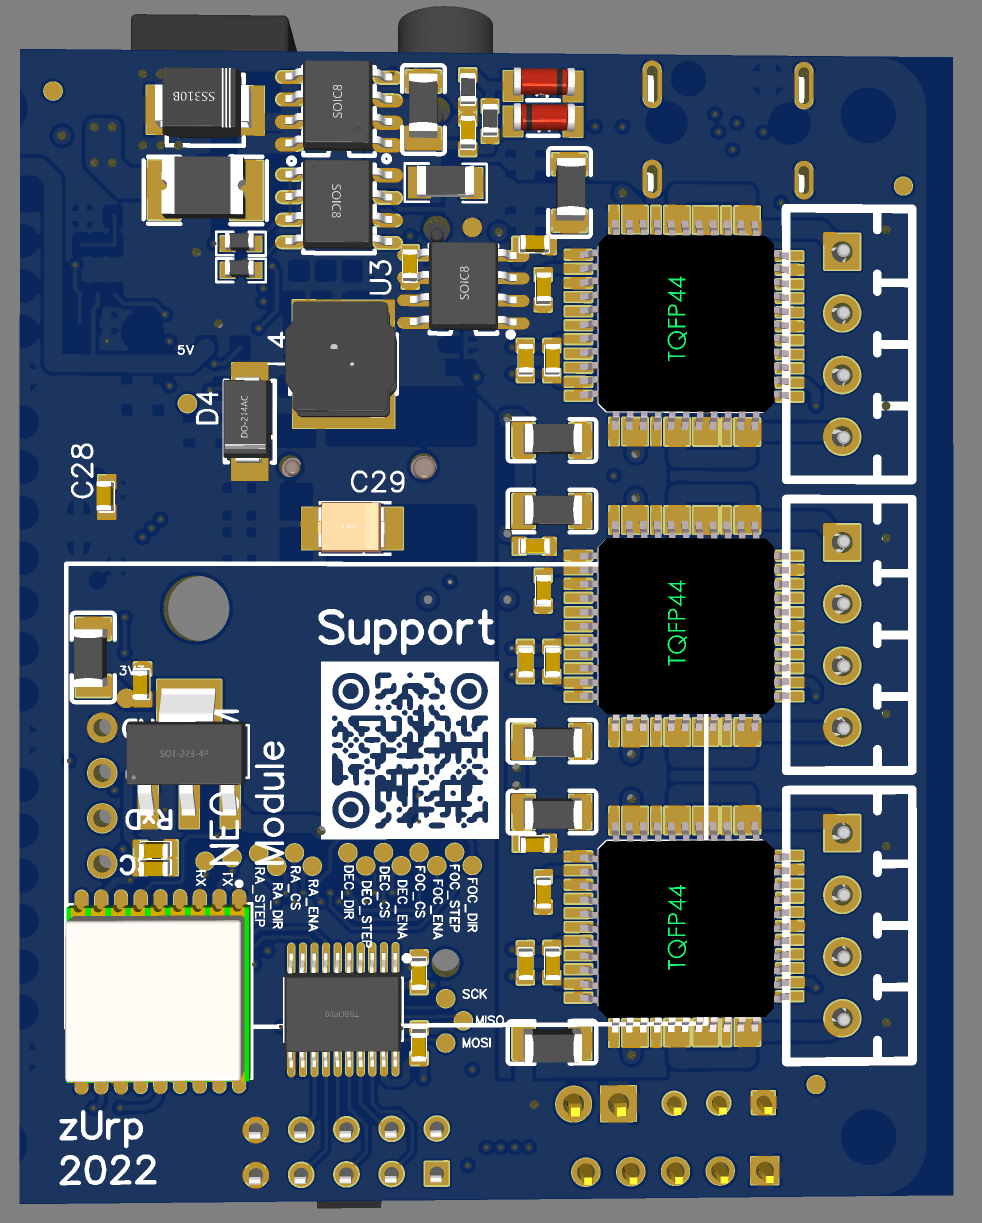 SS310B
SOIC8
SOIC8
U3
SOIC8
TQFP44
5V
4
D4
DO-214AC
C28
C29
Support
TQFP44
3V3
SOT-223-4P
NEO
Module
RxD
RX
TX
RA_STEP
RA_DIR
RA_CS
RA_ENA
DEC_DIR
DEC_STEP
DEC_CS
DEC_ENA
FOC_CS
FOC_ENA
FOC_STEP
FOC_DIR
TQFP44
TSSOP20
SCK
MISO
MOSI
zUrp
2022